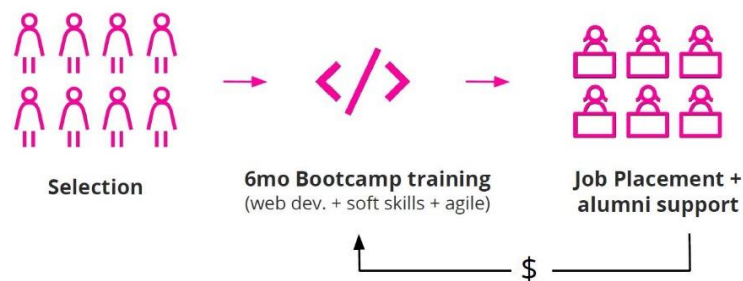 </>
Selection
6mo Bootcamp training
(web dev. + soft skills + agile)
Job Placement +
alumni support
$